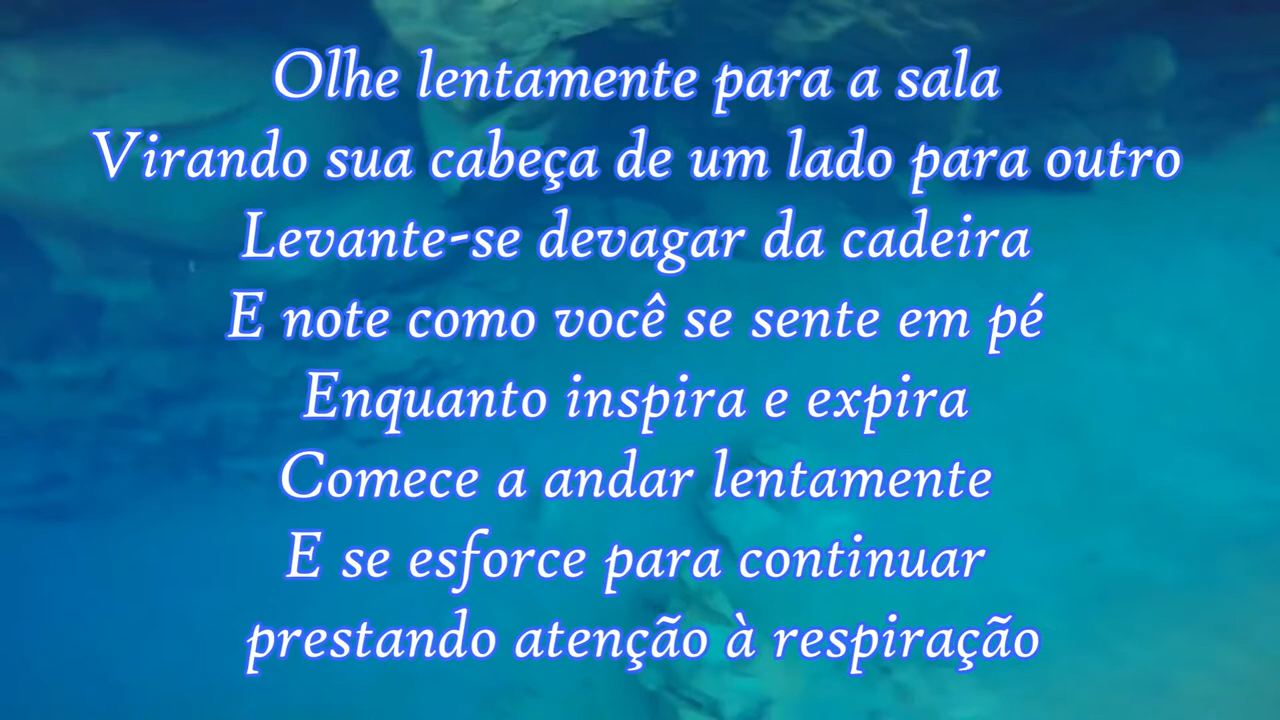 Olhe lentamente para a sala
Virando sua cabeça de um lado para outro
Levante-se devagar da cadeira
E note como você se sente em pé
Enquanto inspira e expira
Comece a andar lentamente
E se esforce para continuar
prestando atenção à respiração